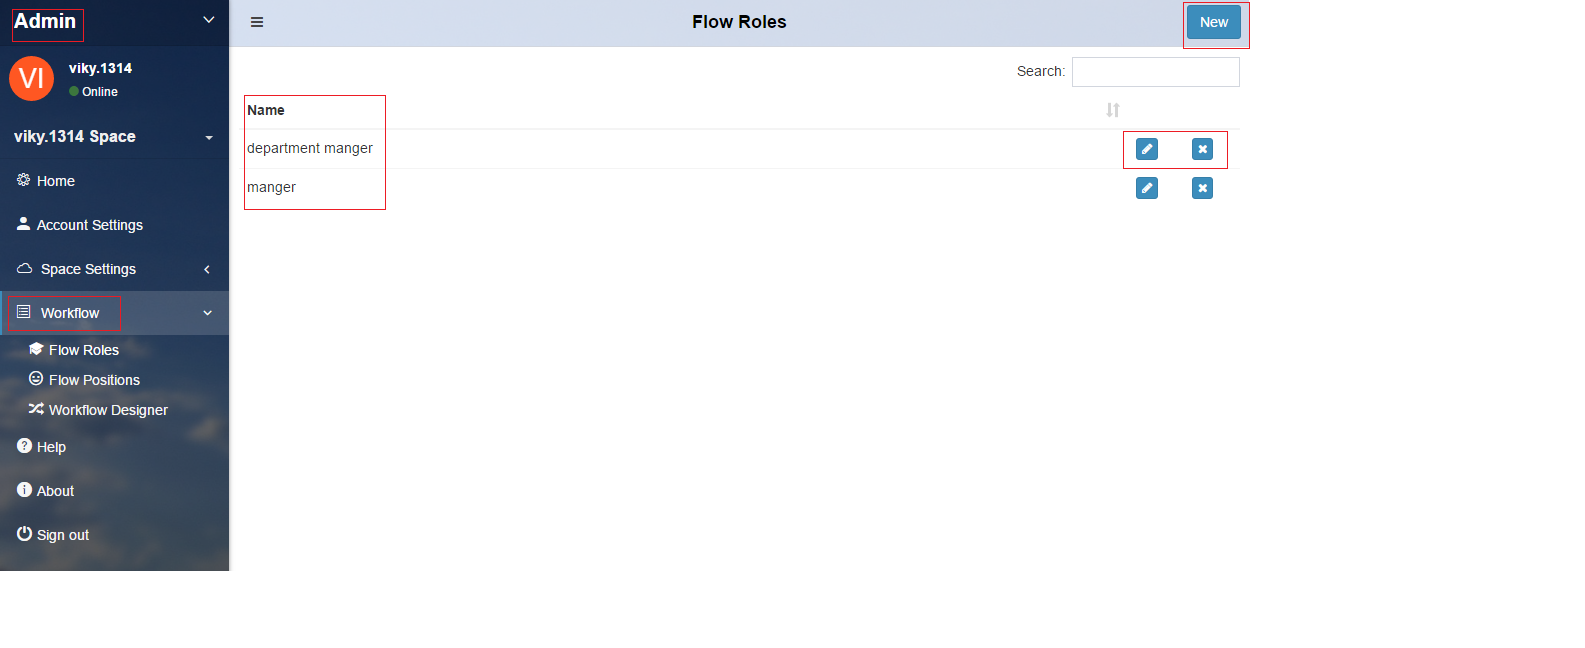 Admin
VI
viky.1314
Online
viky.1314 Space
Home
Account Settings
Space Settings
Workflow
Flow Roles
Flow Positions
Workflow Designer
Help
About
Sign out
Flow Roles
New
Search:
Name
department manger
manger